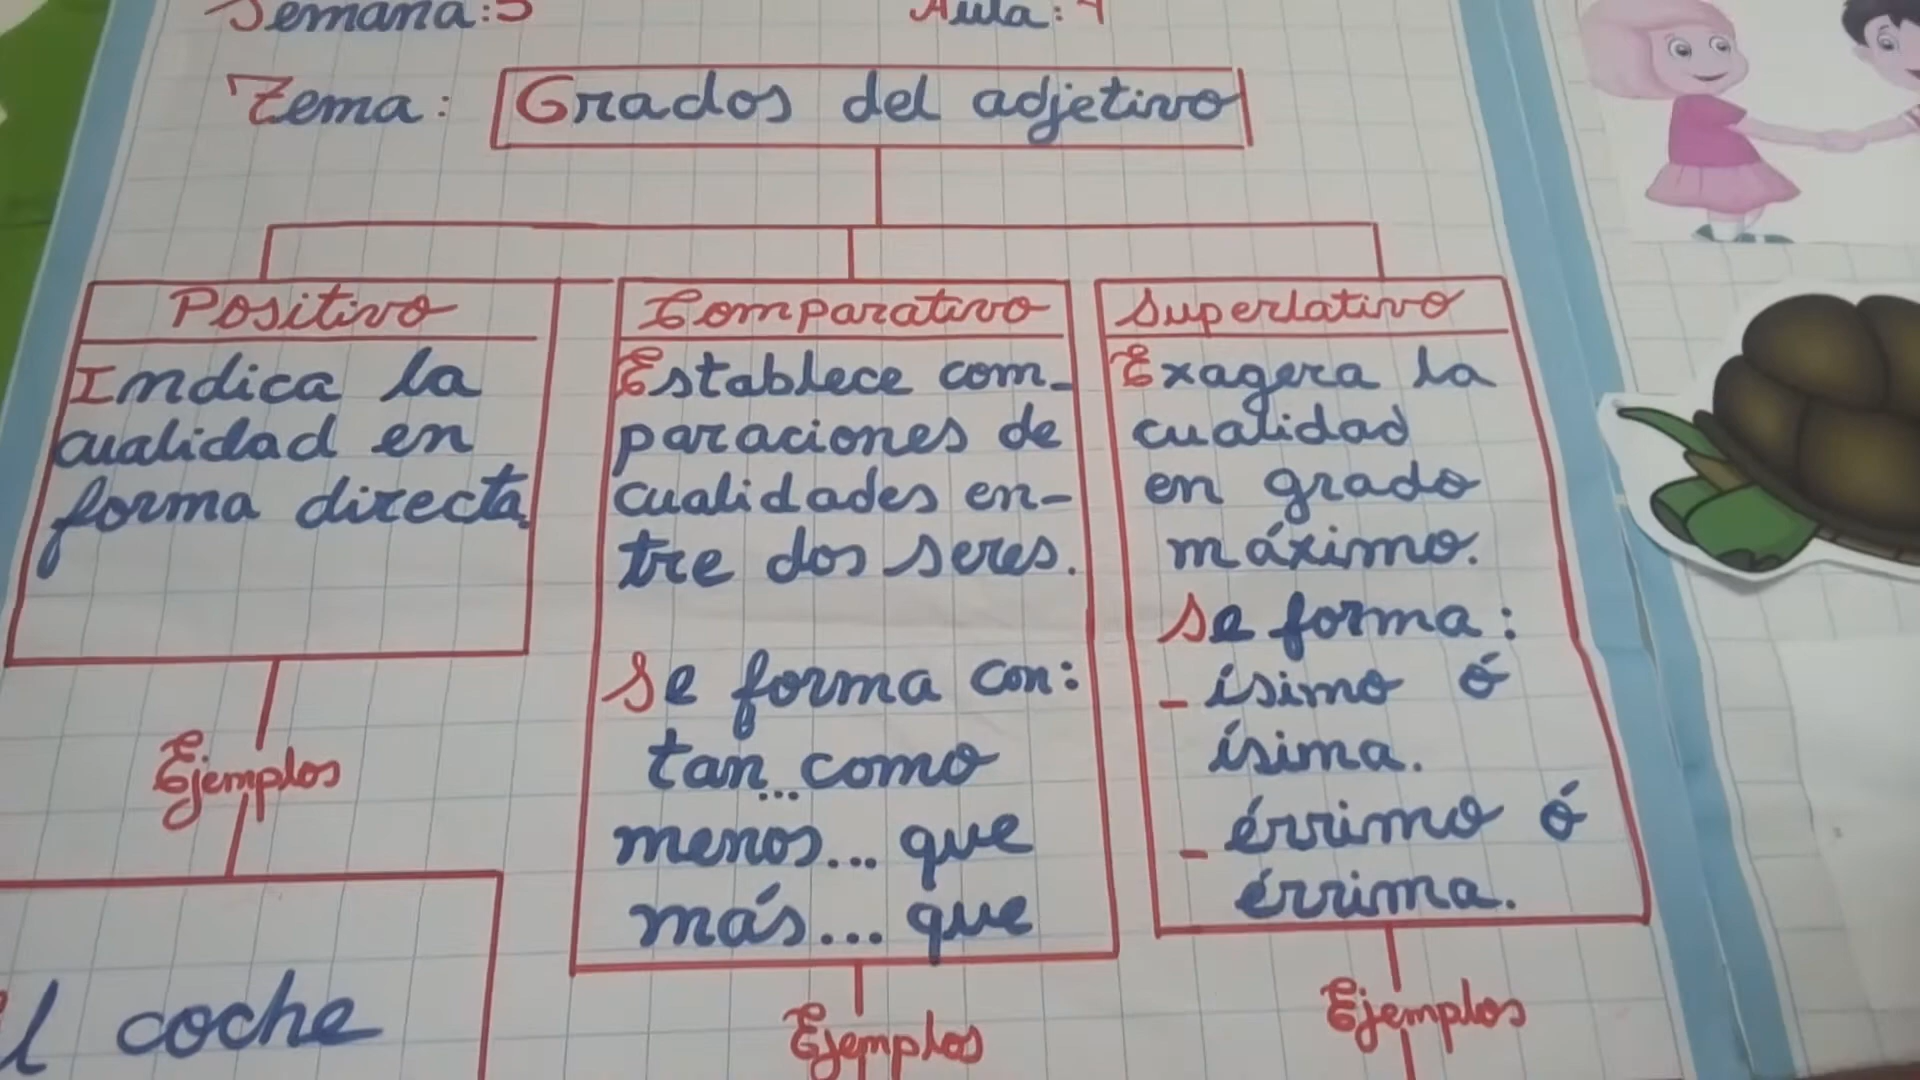 Semana:5 Aula: 4
Tema: Grados del adjetivo
Positivo
Indica la
cualidad en
forma directa
Ejemplos
El coche
Comparativo
Establece com-
paraciones de
cualidades en-
tre dos seres.
Se forma con:
tan...como
menos... que
más... que
Ejemplos
Superlativo
Exagera la
cualidad
en grado
máximo.
Se forma:
- ísimo ó
ísima.
- érrimo ó
érrima.
Ejemplos